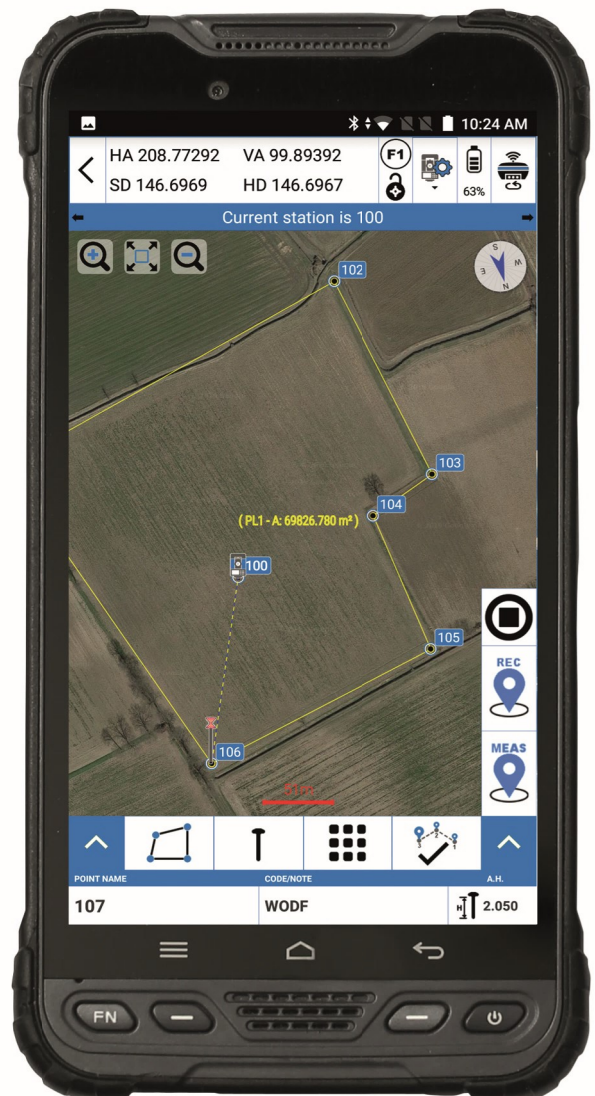 10:24 AM
HA 208.77292 VA 99.89392 F1
SD 146.6969 HD 146.6967 63%
Current station is 100
102
S
E W
N
103
104
( PL1 - A: 69826.780 m² )
100
105
REC
106
MEAS
POINT NAME CODE/NOTE A.H.
107 WODF H 2.050
FN